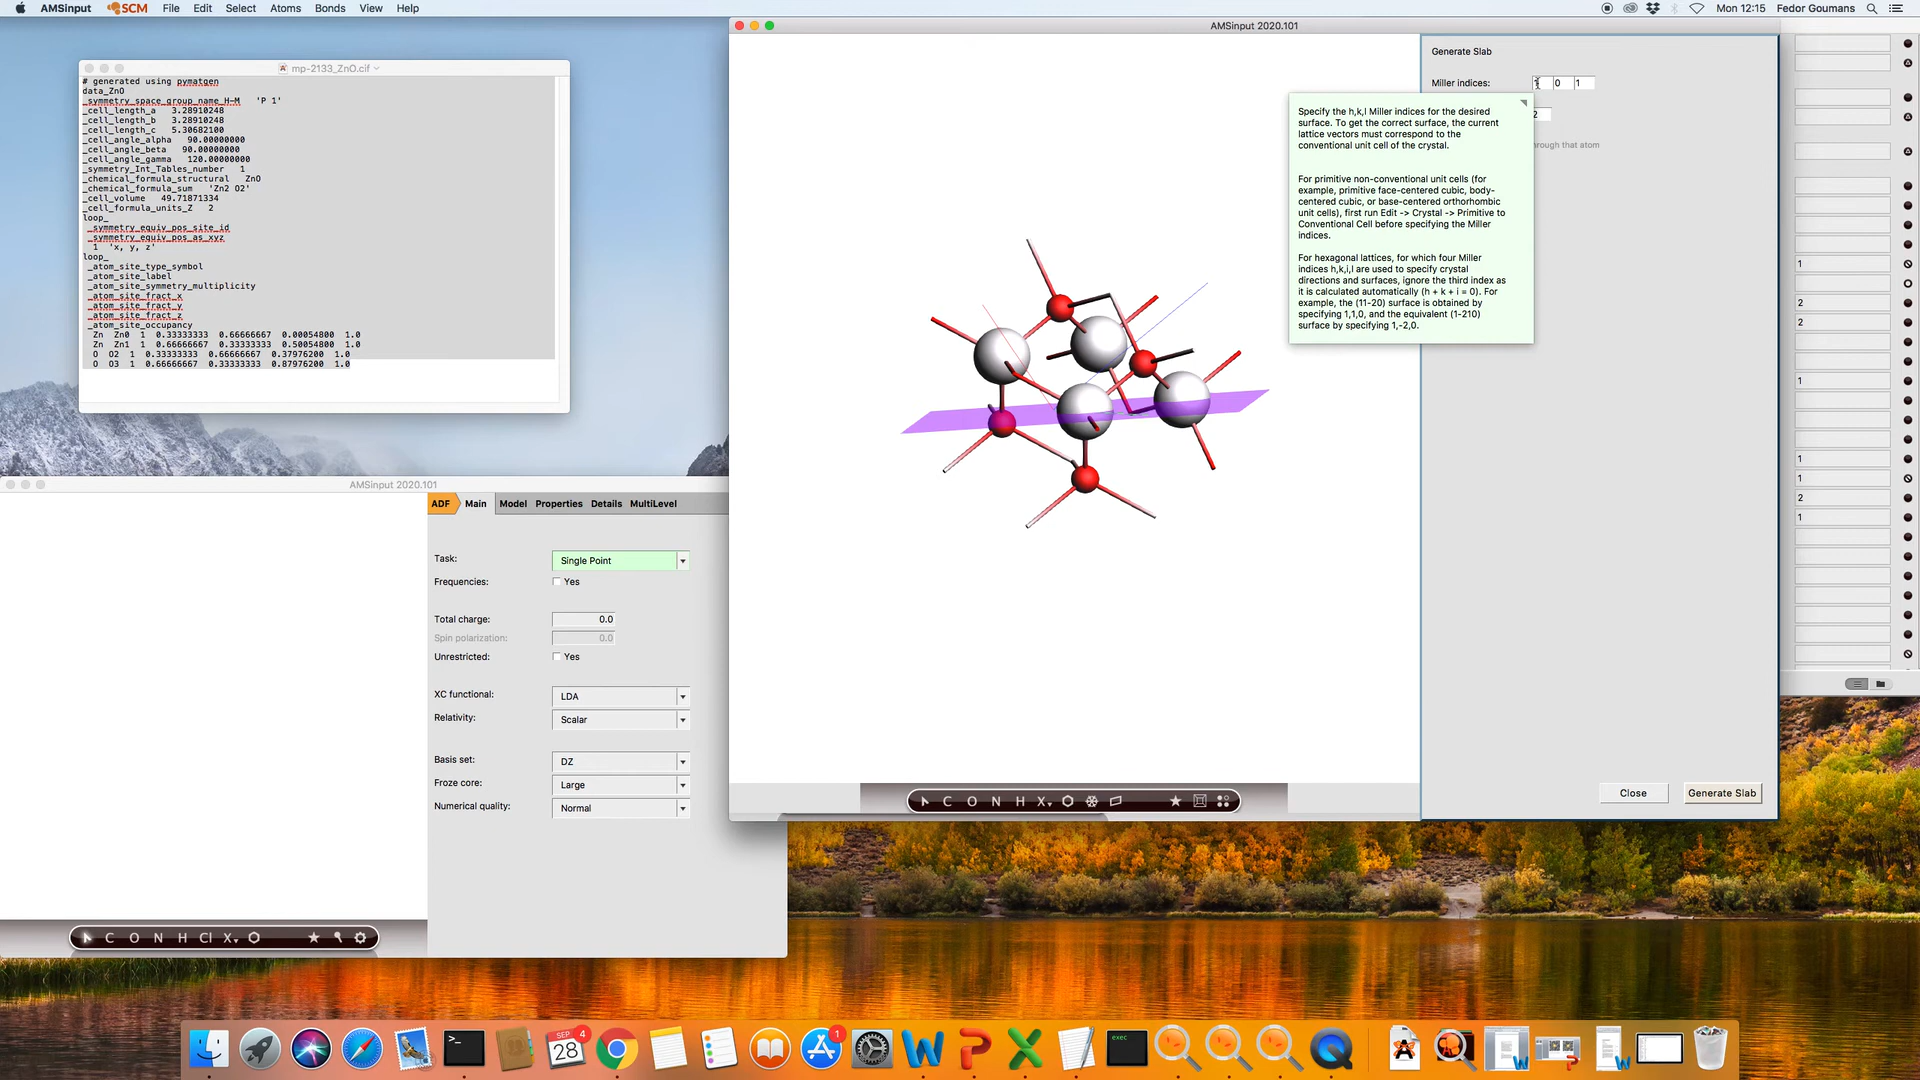 AMSinput SCM File Edit Select Atoms Bonds View Help
Mon 12:15 Fedor Goumans
mp-2133_ZnO.cif
# generated using pymatgen
data_ZnO
_symmetry_space_group_name_H-M 'P 1'
_cell_length_a 3.28910248
_cell_length_b 3.28910248
_cell_length_c 5.30682100
_cell_angle_alpha 90.00000000
_cell_angle_beta 90.00000000
_cell_angle_gamma 120.00000000
_symmetry_Int_Tables_number 1
_chemical_formula_structural ZnO
_chemical_formula_sum 'Zn2 O2'
_cell_volume 49.71871334
_cell_formula_units_Z 2
loop_
_symmetry_equiv_pos_site_id
_symmetry_equiv_pos_as_xyz
1 'x, y, z'
loop_
_atom_site_type_symbol
_atom_site_label
_atom_site_symmetry_multiplicity
_atom_site_fract_x
_atom_site_fract_y
_atom_site_fract_z
_atom_site_occupancy
Zn Zn0 1 0.33333333 0.66666667 0.00054800 1.0
Zn Zn1 1 0.66666667 0.33333333 0.50054800 1.0
O O2 1 0.33333333 0.66666667 0.37976200 1.0
O O3 1 0.66666667 0.33333333 0.87976200 1.0
AMSinput 2020.101
ADF Main Model Properties Details MultiLevel
Task: Single Point
Frequencies: Yes
Total charge: 0.0
Spin polarization: 0.0
Unrestricted: Yes
XC functional: LDA
Relativity: Scalar
Basis set: DZ
Froze core: Large
Numerical quality: Normal
C O N H Cl X
AMSinput 2020.101
Generate Slab
Miller indices: 0 1
2
through that atom
Specify the h,k,l Miller indices for the desired
surface. To get the correct surface, the current
lattice vectors must correspond to the
conventional unit cell of the crystal.
For primitive non-conventional unit cells (for
example, primitive face-centered cubic, body-
centered cubic, or base-centered orthorhombic
unit cells), first run Edit -> Crystal -> Primitive to
Conventional Cell before specifying the Miller
indices.
For hexagonal lattices, for which four Miller
indices h,k,i,l are used to specify crystal
directions and surfaces, ignore the third index as
it is calculated automatically (h + k + i = 0). For
example, the (11-20) surface is obtained by
specifying 1,1,0, and the equivalent (1-210)
surface by specifying 1,-2,0.
C O N H X
Close Generate Slab
1
2
2
1
1
1
2
1
SEP 4
28
1
exec